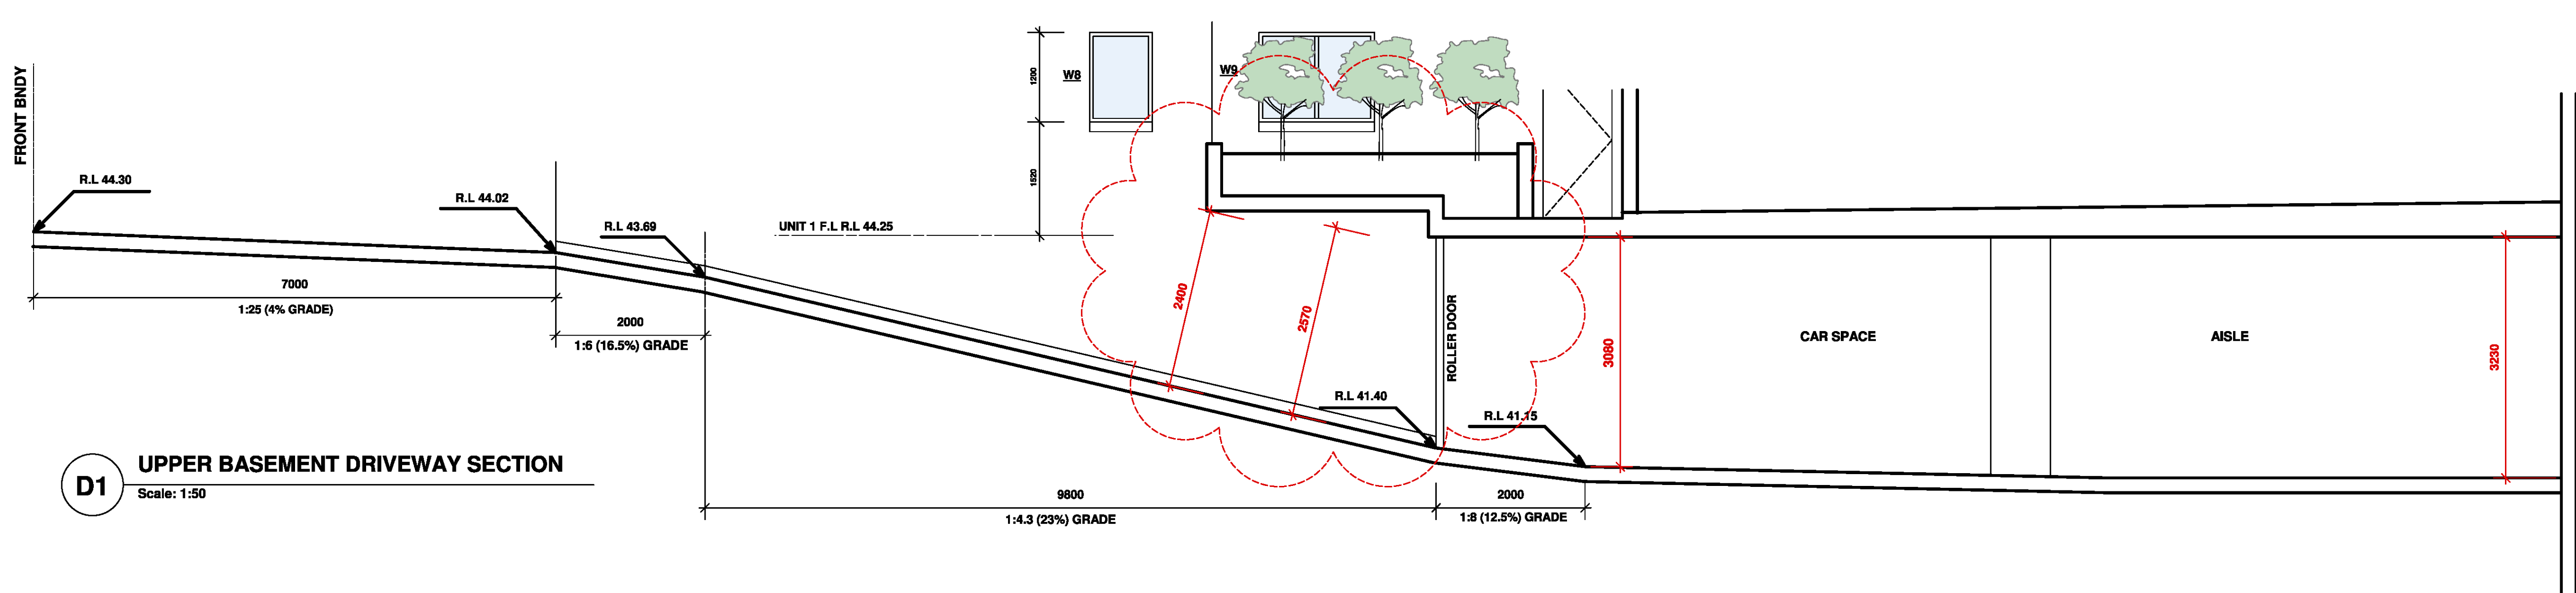 FRONT BNDY
W8
W9
1200
1520
R.L 44.30
R.L 44.02
R.L 43.69
UNIT 1 F.L R.L 44.25
7000
1:25 (4% GRADE)
2000
1:6 (16.5%) GRADE
2400
2570
ROLLER DOOR
3080
CAR SPACE
AISLE
3230
R.L 41.40
R.L 41.15
D1
UPPER BASEMENT DRIVEWAY SECTION
Scale: 1:50
9800
1:4.3 (23%) GRADE
2000
1:8 (12.5%) GRADE